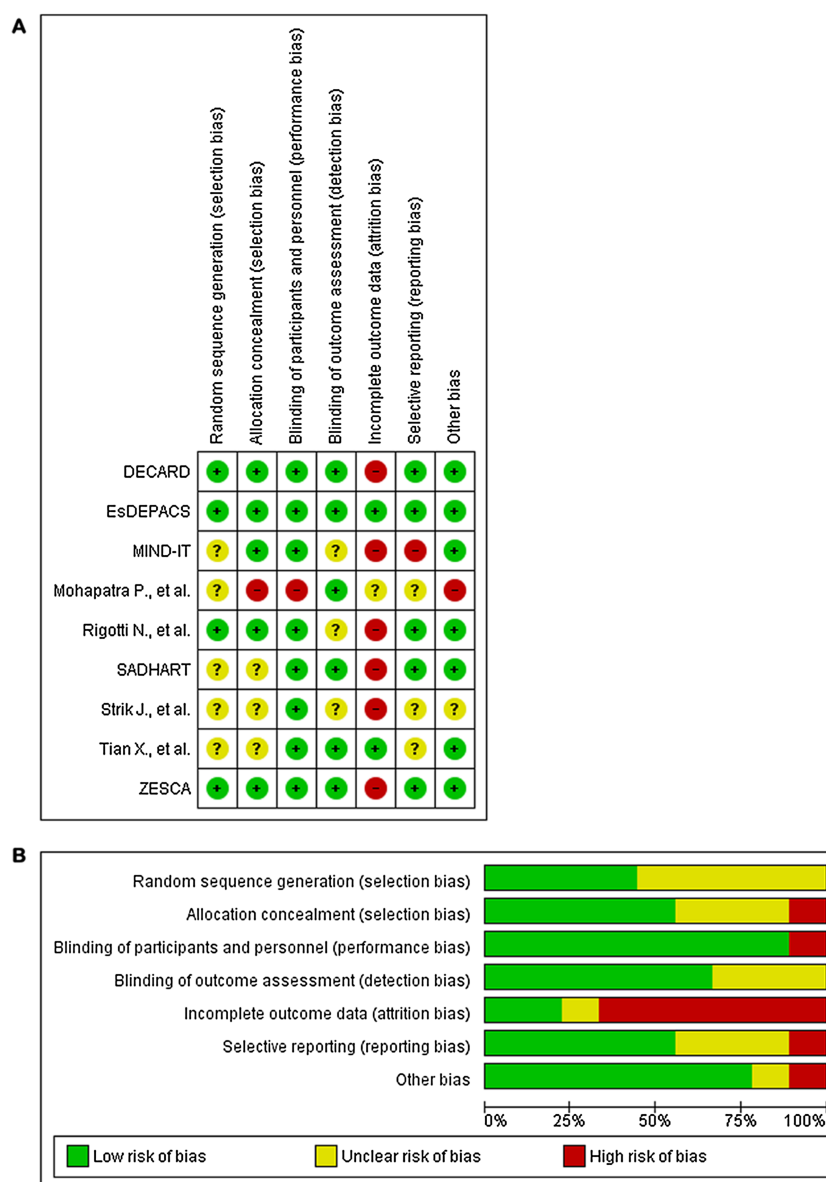 A
Random sequence generation (selection bias)
Allocation concealment (selection bias)
Blinding of participants and personnel (performance bias)
Blinding of outcome assessment (detection bias)
Incomplete outcome data (attrition bias)
Selective reporting (reporting bias)
Other bias
DECARD + + + + - + +
EsDEPACS + + + + + + +
MIND-IT ? + + ? - - +
Mohapatra P., et al. ? - - + ? ? -
Rigotti N., et al. + + + ? - + +
SADHART ? ? + + - + +
Strik J., et al. ? ? + ? - ? ?
Tian X., et al. ? ? + + + ? +
ZESCA + + + + - + +
B
Random sequence generation (selection bias)
Allocation concealment (selection bias)
Blinding of participants and personnel (performance bias)
Blinding of outcome assessment (detection bias)
Incomplete outcome data (attrition bias)
Selective reporting (reporting bias)
Other bias
0% 25% 50% 75% 100%
Low risk of bias Unclear risk of bias High risk of bias